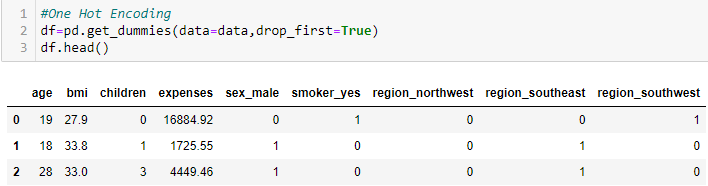 1 #One Hot Encoding
2 df=pd.get_dummies(data=data,drop_first=True)
3 df.head()
age bmi children expenses sex_male smoker_yes region_northwest region_southeast region_southwest
0 19 27.9 0 16884.92 0 1 0 0 1
1 18 33.8 1 1725.55 1 0 0 1 0
2 28 33.0 3 4449.46 1 0 0 1 0